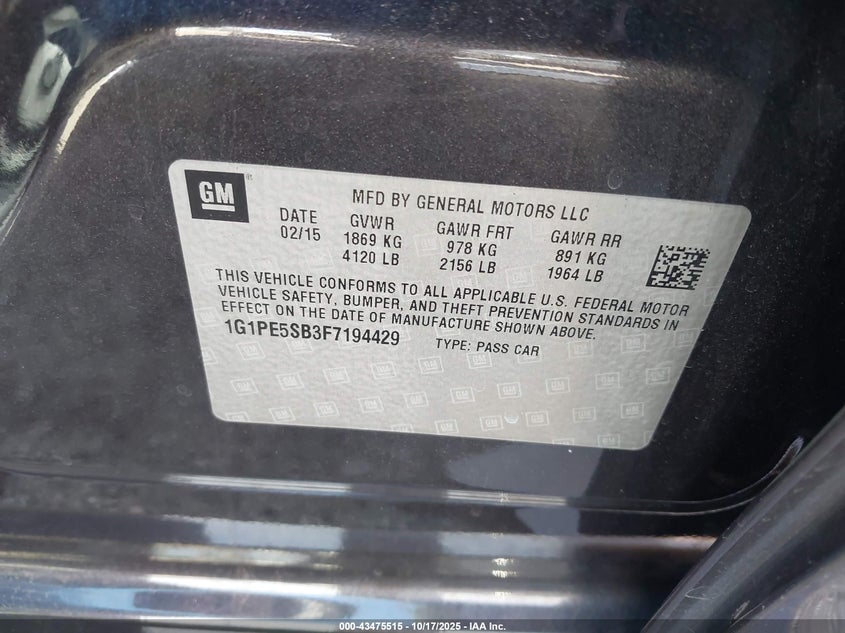 GM
MFD BY GENERAL MOTORS LLC
DATE GVWR GAWR FRT GAWR RR
02/15 1869 KG 978 KG 891 KG
4120 LB 2156 LB 1964 LB
THIS VEHICLE CONFORMS TO ALL APPLICABLE U.S. FEDERAL MOTOR
VEHICLE SAFETY, BUMPER, AND THEFT PREVENTION STANDARDS IN
EFFECT ON THE DATE OF MANUFACTURE SHOWN ABOVE.
1G1PE5SB3F7194429 TYPE: PASS CAR
000-43475515 - 10/17/2025 - IAA Inc.